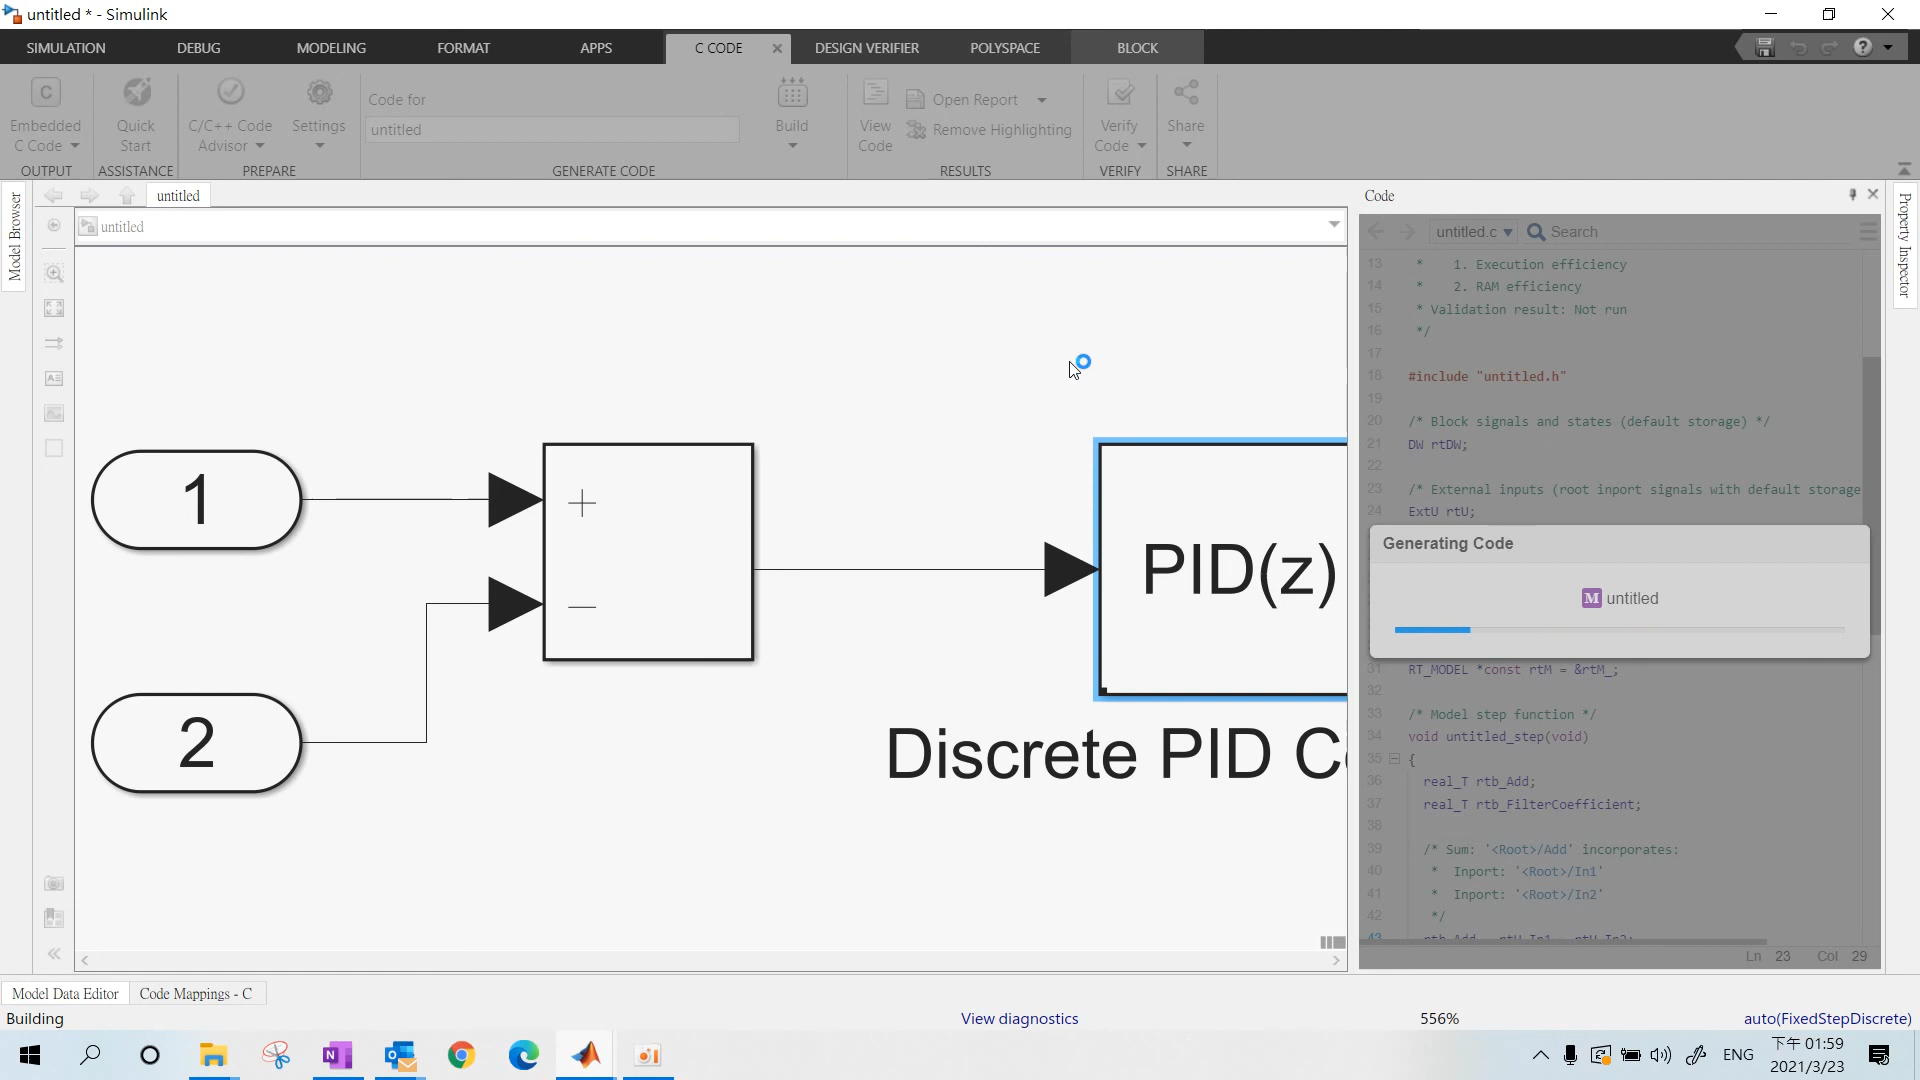 untitled * - Simulink
SIMULATION DEBUG MODELING FORMAT APPS C CODE DESIGN VERIFIER POLYSPACE BLOCK
Embedded C Code
OUTPUT
Quick Start
ASSISTANCE
C/C++ Code Advisor
Settings
PREPARE
Code for
untitled
Build
GENERATE CODE
View Code
Open Report
Remove Highlighting
RESULTS
Verify Code
VERIFY
Share
SHARE
Model Browser
untitled
untitled
1
2
+
−
PID(z)
Discrete PID C
Code
Property Inspector
untitled.c Search
13 * 1. Execution efficiency
14 * 2. RAM efficiency
15 * Validation result: Not run
16 */
17
18 #include "untitled.h"
19
20 /* Block signals and states (default storage) */
21 DW rtDW;
22
23 /* External inputs (root inport signals with default storage
24 ExtU rtU;
Generating Code
M untitled
31 RT_MODEL *const rtM = &rtM_;
32
33 /* Model step function */
34 void untitled_step(void)
35 {
36 real_T rtb_Add;
37 real_T rtb_FilterCoefficient;
38
39 /* Sum: '<Root>/Add' incorporates:
40 * Inport: '<Root>/In1'
41 * Inport: '<Root>/In2'
42 */
43 rtb_Add = rtU.In1 - rtU.In2;
Ln 23 Col 29
Model Data Editor Code Mappings - C
Building View diagnostics 556% auto(FixedStepDiscrete)
ENG
下午 01:59
2021/3/23